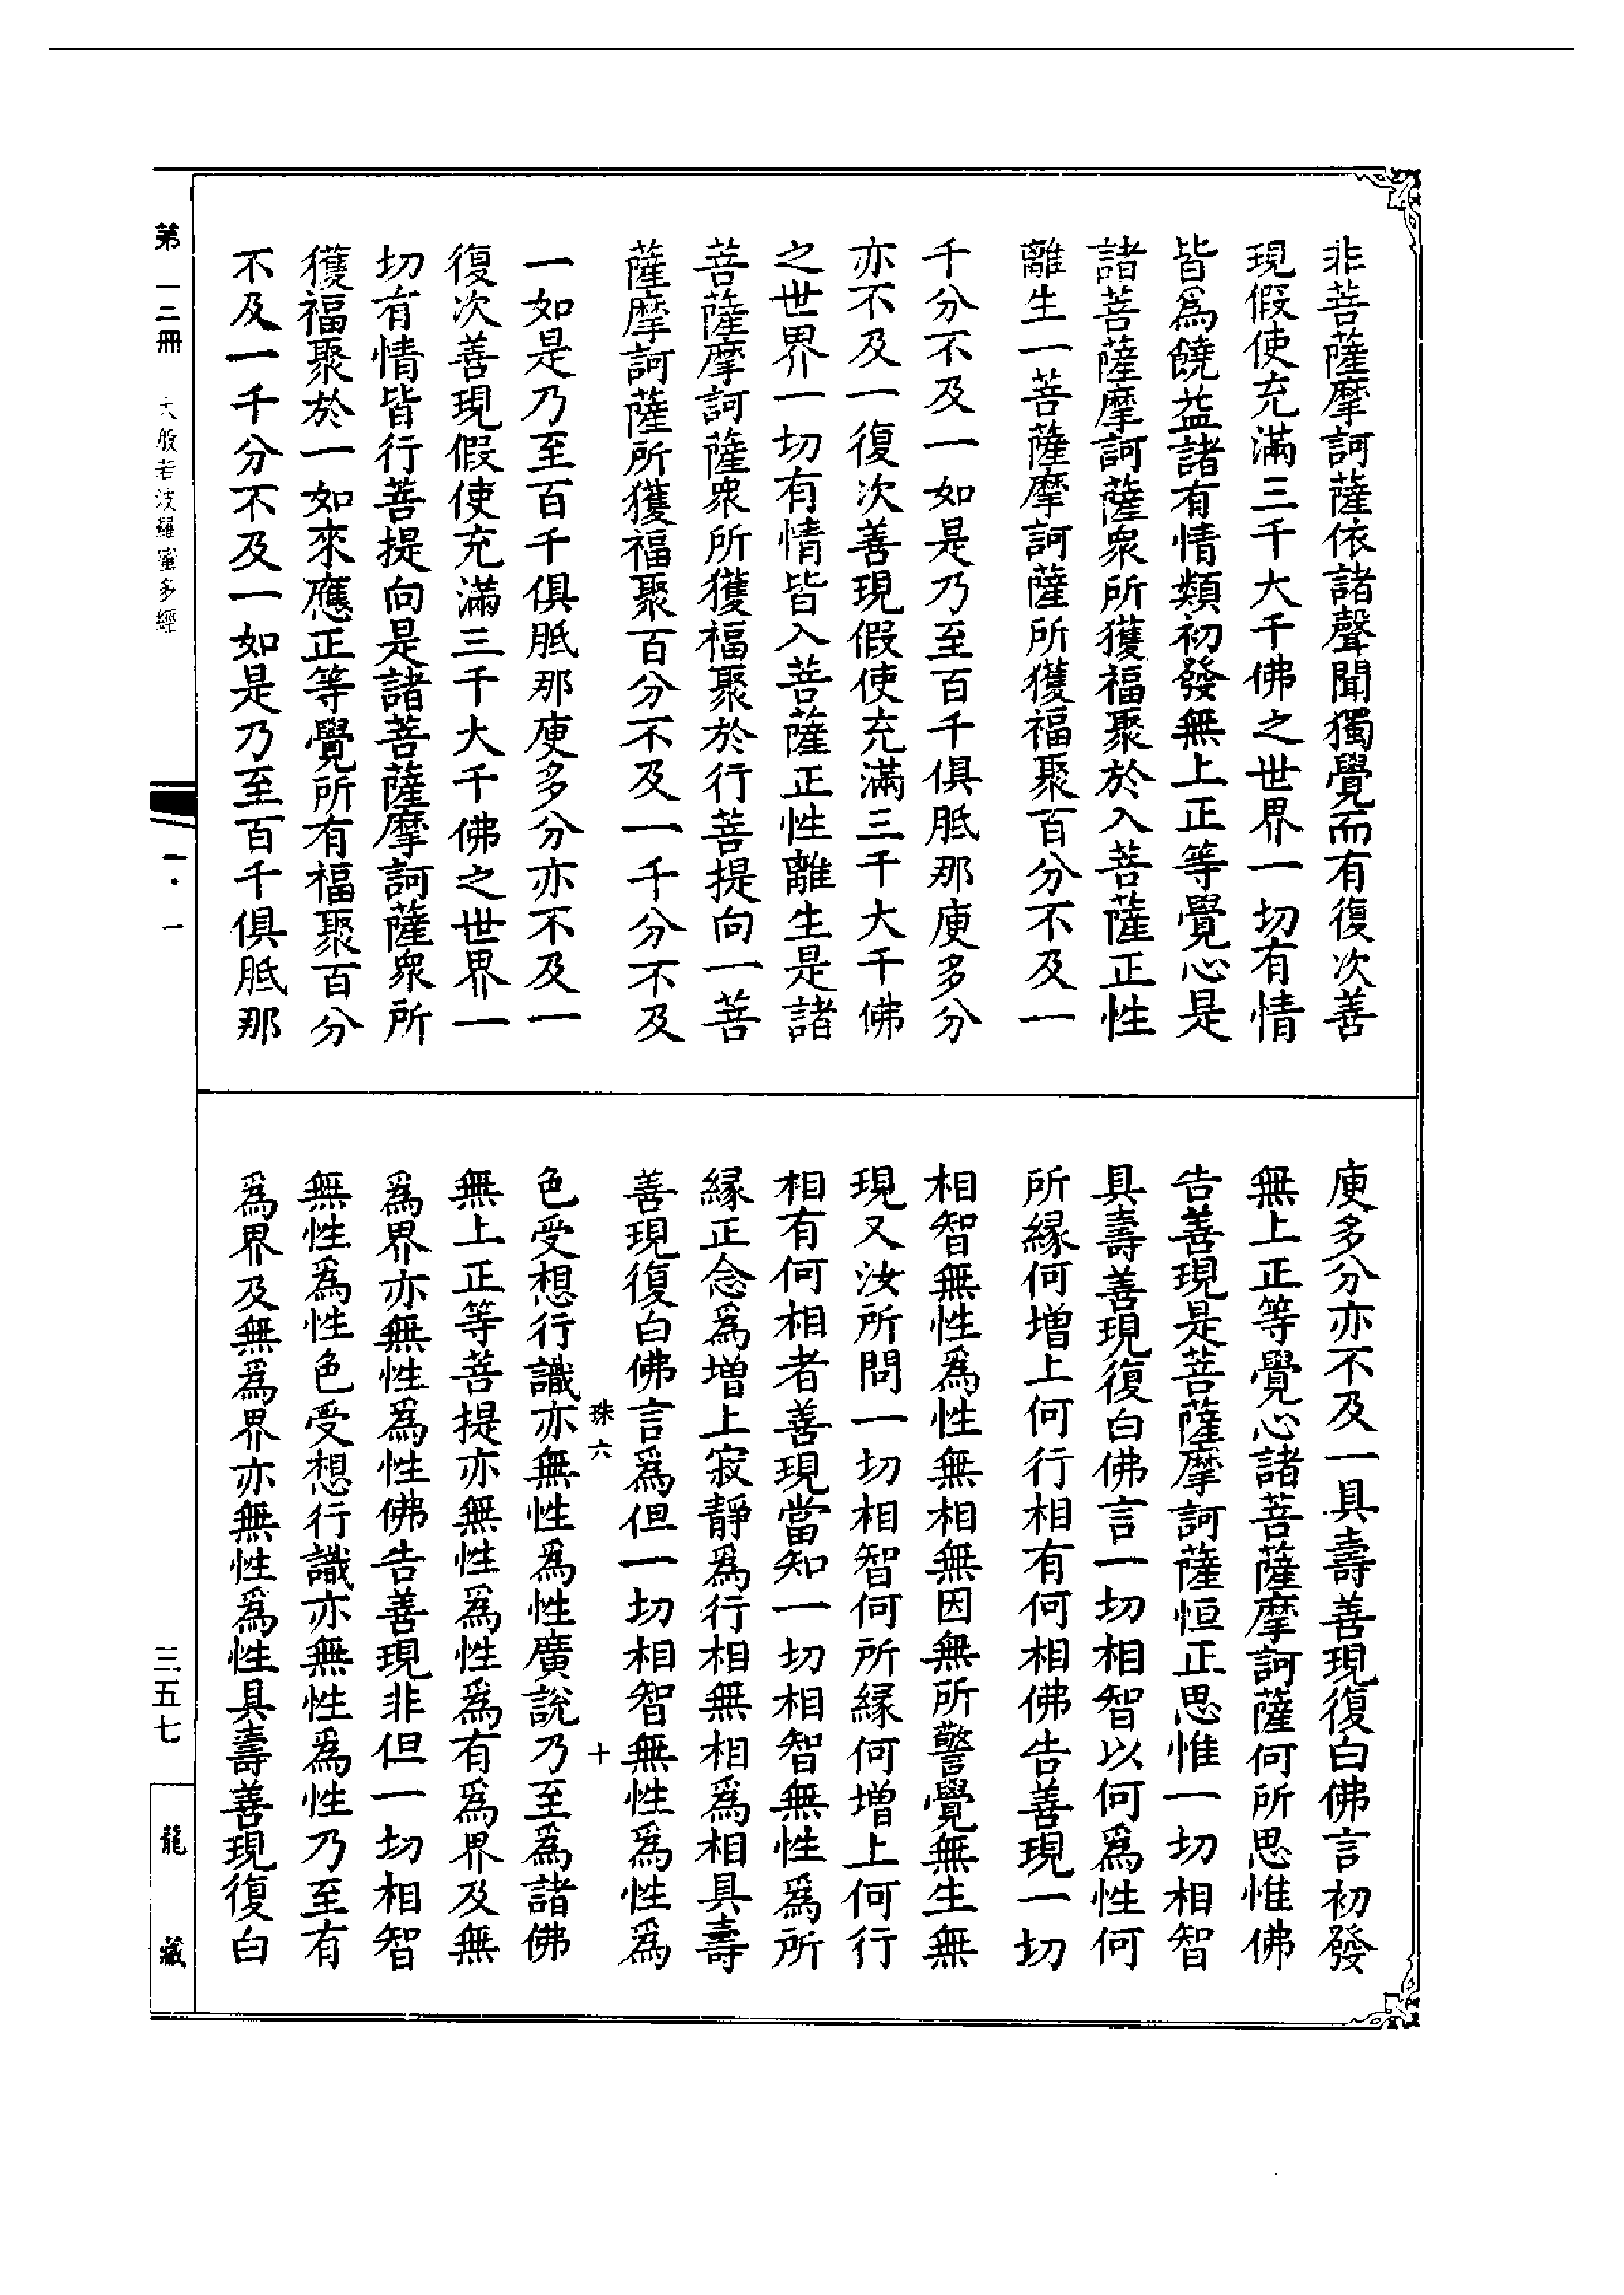 非菩薩摩訶薩依諸聲聞獨覺而有復次善
現假使充滿三千大千佛之世界一切有情
皆爲饒益諸有情類初發無上正等覺心是
諸菩薩摩訶薩衆所獲福聚於入菩薩正性
離生一菩薩摩訶薩所獲福聚百分不及一
千分不及一如是乃至百千俱胝那庾多分
亦不及一復次善現假使充滿三千大千佛
之世界一切有情皆入菩薩正性離生是諸
菩薩摩訶薩衆所獲福聚於行菩提向一菩
薩摩訶薩所獲福聚百分不及一千分不及
一如是乃至百千俱胝那庾多分亦不及一
復次善現假使充滿三千大千佛之世界一
切有情皆行菩提向是諸菩薩摩訶薩衆所
獲福聚於一如來應正等覺所有福聚百分
不及一千分不及一如是乃至百千俱胝那
庾多分亦不及一具壽善現復白佛言初發
無上正等覺心諸菩薩摩訶薩何所思惟佛
告善現是菩薩摩訶薩恒正思惟一切相智
具壽善現復白佛言一切相智以何爲性何
所緣何增上何行相有何相佛告善現一切
相智無性爲性無相無因無所警覺無生無
現又汝所問一切相智何所緣何增上何行
相有何相者善現當知一切相智無性爲所
緣正念爲增上寂靜爲行相無相爲相具壽
善現復白佛言爲但一切相智無性爲性爲
珠六 十
色受想行識亦無性爲性廣說乃至爲諸佛
無上正等菩提亦無性爲性爲有爲界及無
爲界亦無性爲性佛告善現非但一切相智
無性爲性色受想行識亦無性爲性乃至有
爲界及無爲界亦無性爲性具壽善現復白
第一二冊 大般若波羅蜜多經
一·一
三五七
龍藏